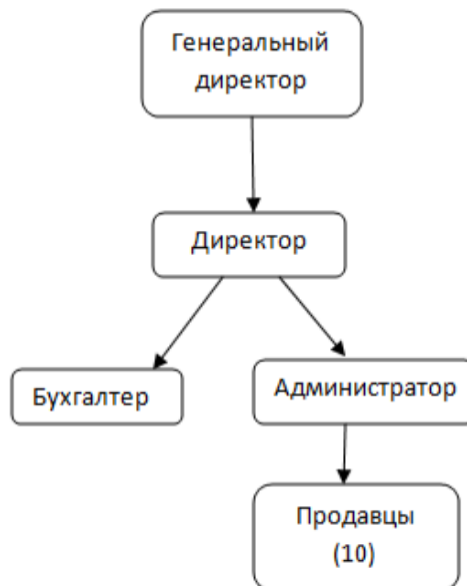 Генеральный
директор
Директор
Бухгалтер
Администратор
Продавцы
(10)